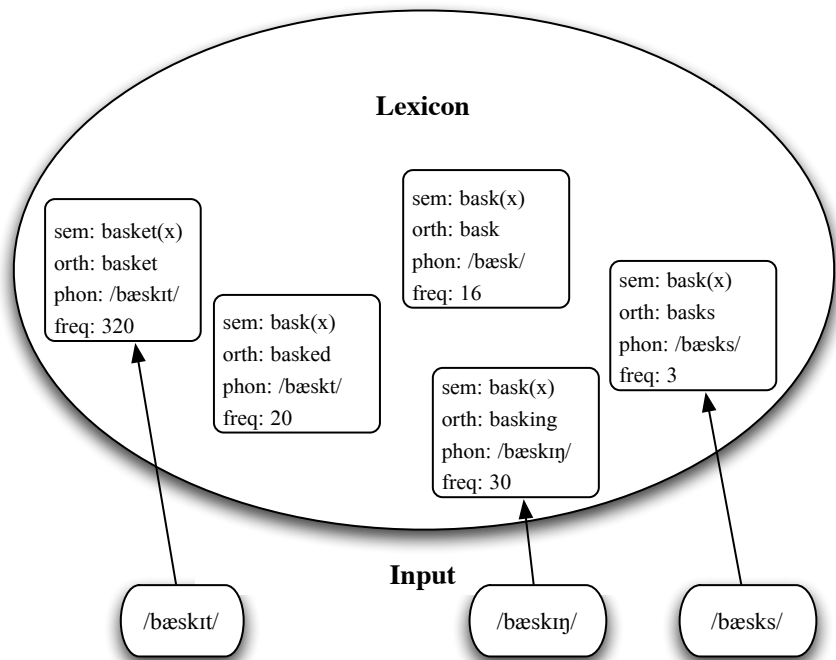 Lexicon
sem: basket(x)
orth: basket
phon: /bæskɪt/
freq: 320
sem: bask(x)
orth: basked
phon: /bæskt/
freq: 20
sem: bask(x)
orth: bask
phon: /bæsk/
freq: 16
sem: bask(x)
orth: basking
phon: /bæskɪŋ/
freq: 30
sem: bask(x)
orth: basks
phon: /bæsks/
freq: 3
Input
/bæskɪt/
/bæskɪŋ/
/bæsks/